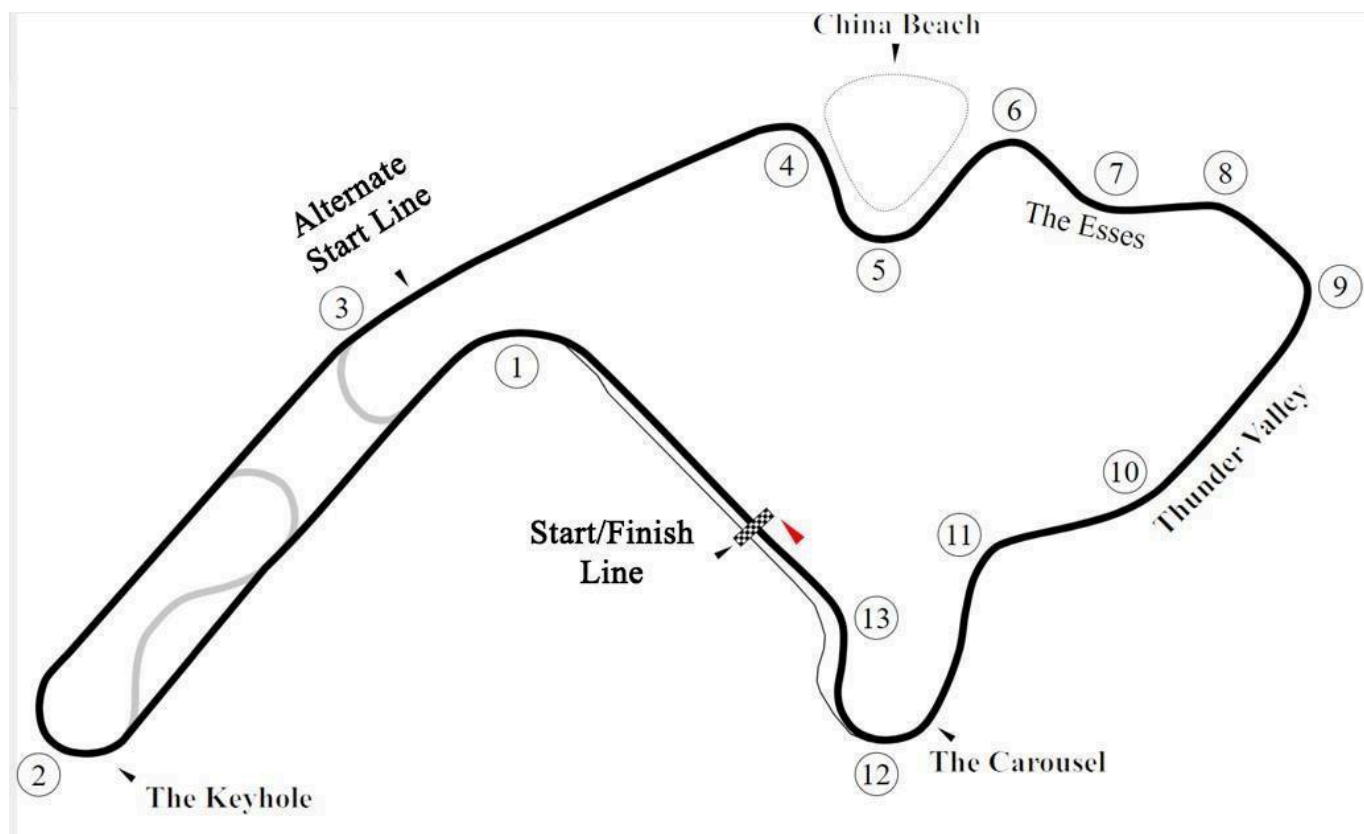 China Beach
6
4
7
8
Alternate
Start Line
The Esses
5
9
3
1
Thunder Valley
10
Start/Finish
Line
11
13
The Carousel
12
2
The Keyhole